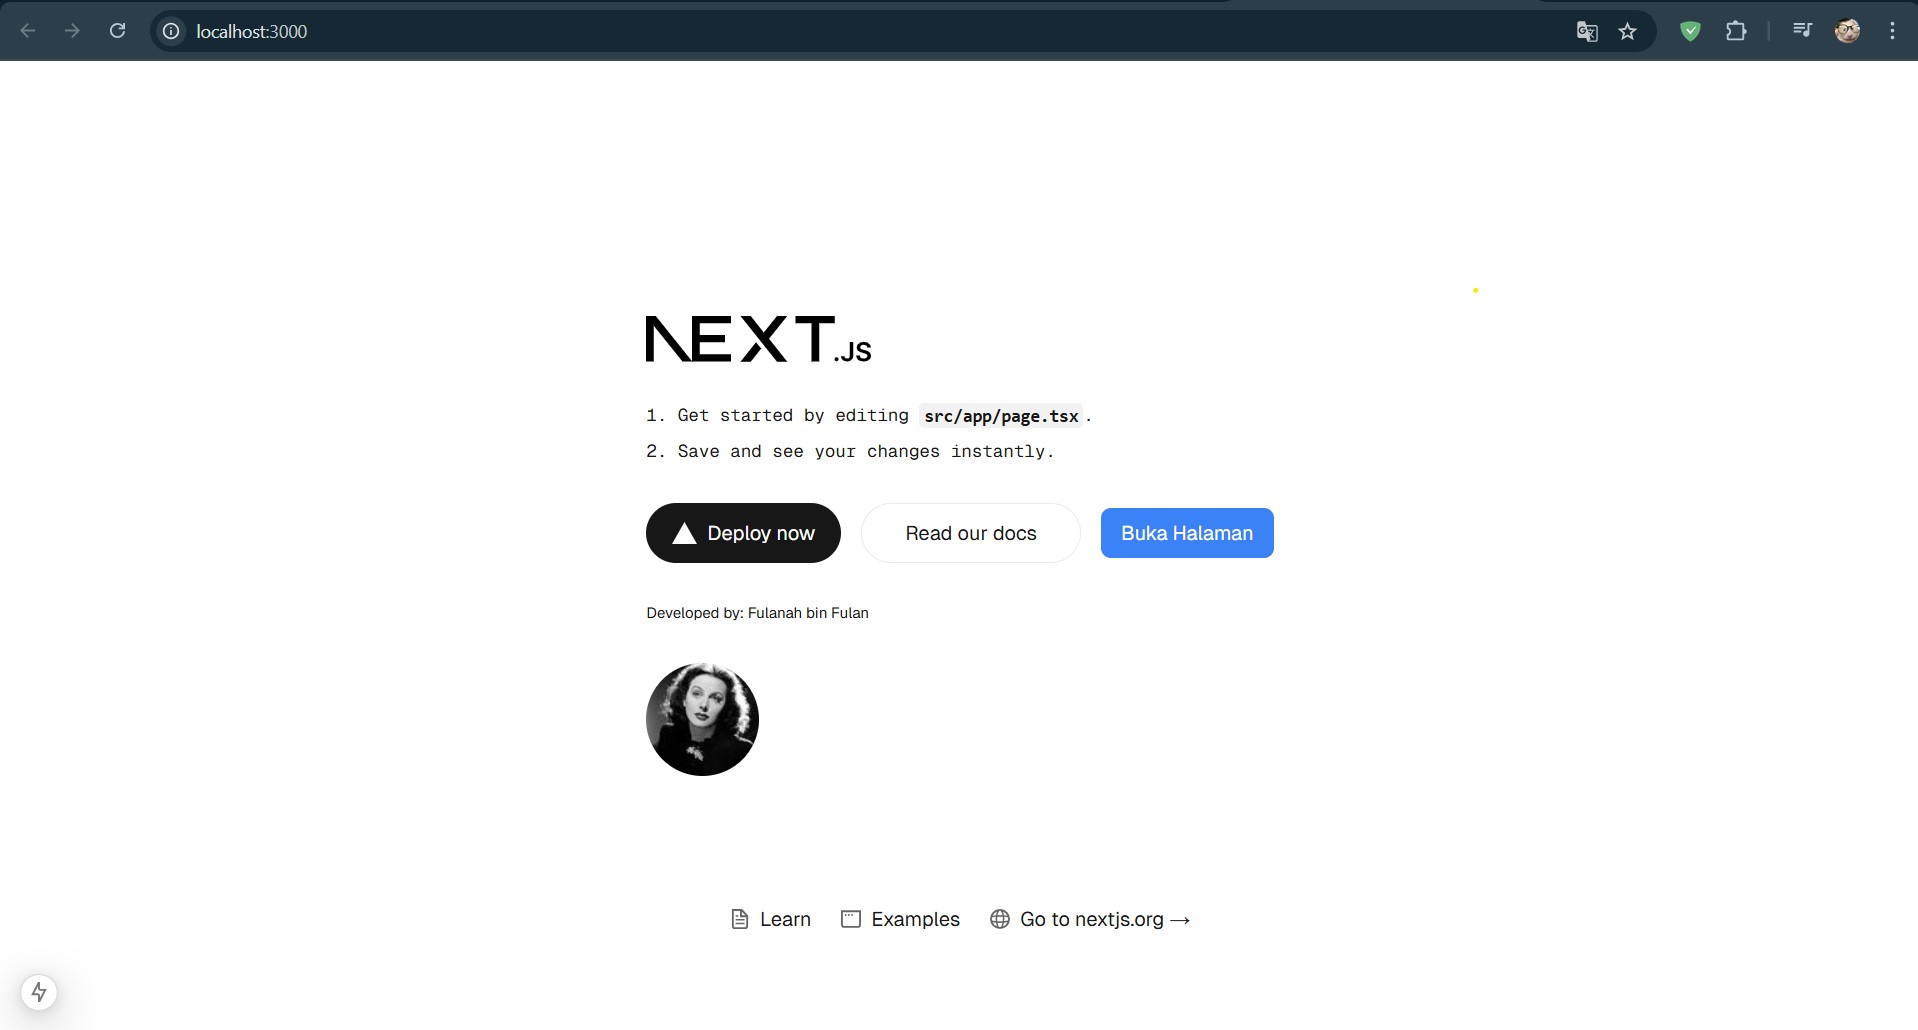 localhost:3000
NEXT.JS
1. Get started by editing src/app/page.tsx.
2. Save and see your changes instantly.
Deploy now
Read our docs
Buka Halaman
Developed by: Fulanah bin Fulan
Learn
Examples
Go to nextjs.org →